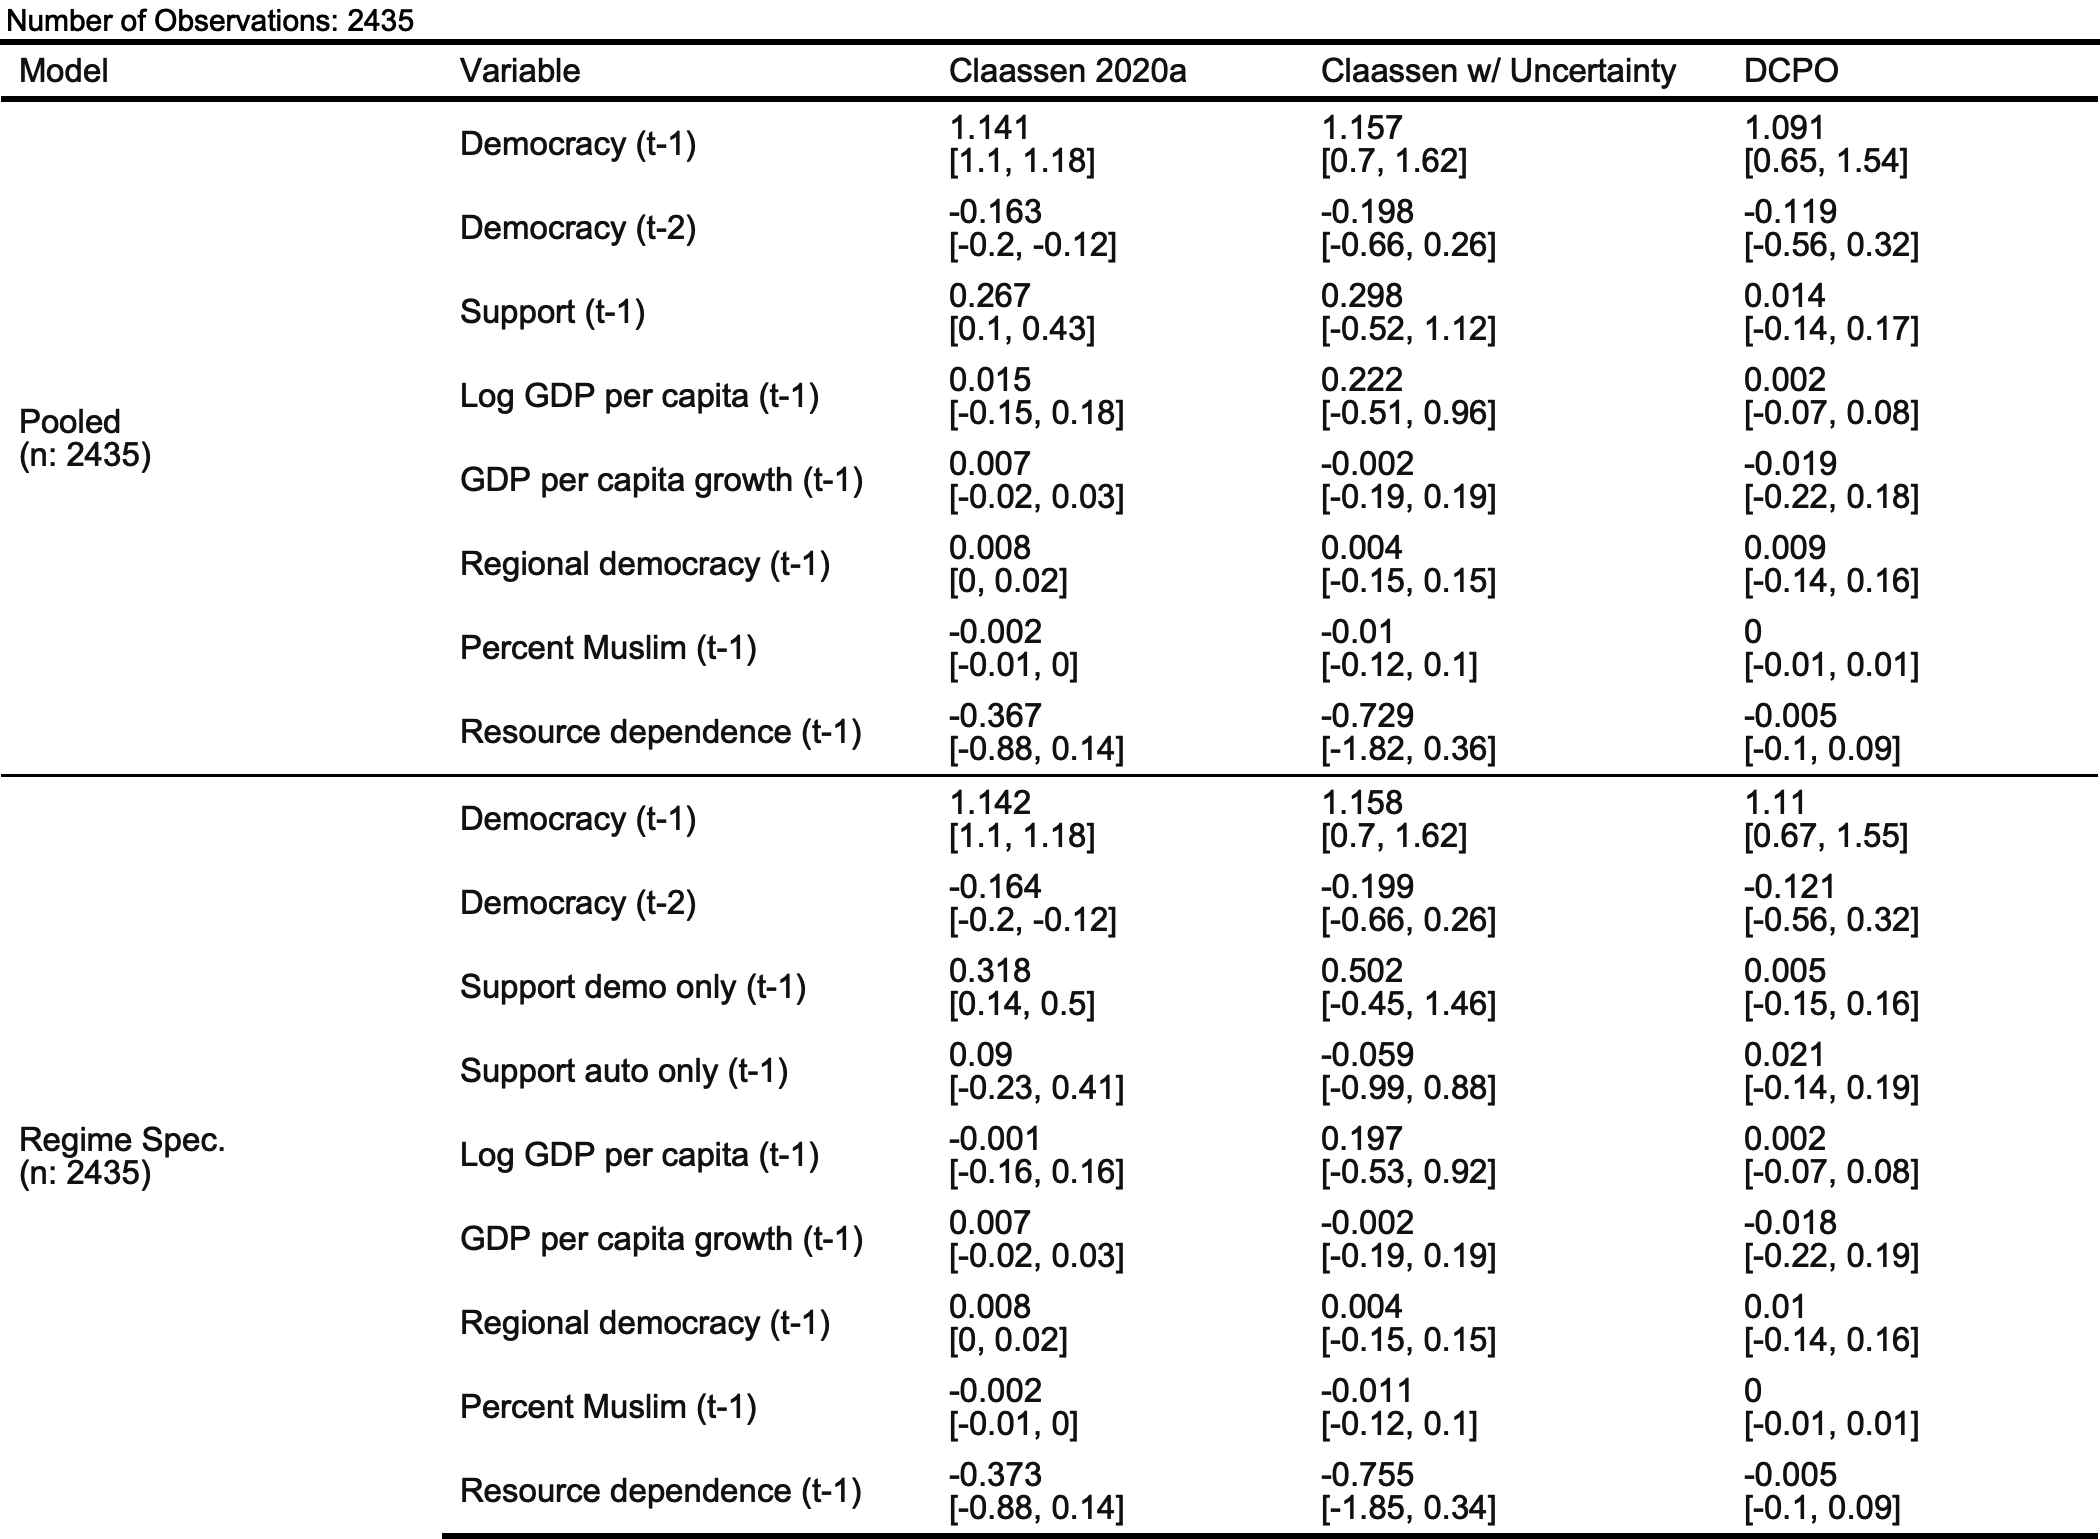 Number of Observations: 2435
Model Variable Claassen 2020a Claassen w/ Uncertainty DCPO
Pooled
(n: 2435)
Democracy (t-1)
1.141 1.157 1.091
[1.1, 1.18] [0.7, 1.62] [0.65, 1.54]
Democracy (t-2)
-0.163 -0.198 -0.119
[-0.2, -0.12] [-0.66, 0.26] [-0.56, 0.32]
Support (t-1)
0.267 0.298 0.014
[0.1, 0.43] [-0.52, 1.12] [-0.14, 0.17]
Log GDP per capita (t-1)
0.015 0.222 0.002
[-0.15, 0.18] [-0.51, 0.96] [-0.07, 0.08]
GDP per capita growth (t-1)
0.007 -0.002 -0.019
[-0.02, 0.03] [-0.19, 0.19] [-0.22, 0.18]
Regional democracy (t-1)
0.008 0.004 0.009
[0, 0.02] [-0.15, 0.15] [-0.14, 0.16]
Percent Muslim (t-1)
-0.002 -0.01 0
[-0.01, 0] [-0.12, 0.1] [-0.01, 0.01]
Resource dependence (t-1)
-0.367 -0.729 -0.005
[-0.88, 0.14] [-1.82, 0.36] [-0.1, 0.09]
Regime Spec.
(n: 2435)
Democracy (t-1)
1.142 1.158 1.11
[1.1, 1.18] [0.7, 1.62] [0.67, 1.55]
Democracy (t-2)
-0.164 -0.199 -0.121
[-0.2, -0.12] [-0.66, 0.26] [-0.56, 0.32]
Support demo only (t-1)
0.318 0.502 0.005
[0.14, 0.5] [-0.45, 1.46] [-0.15, 0.16]
Support auto only (t-1)
0.09 -0.059 0.021
[-0.23, 0.41] [-0.99, 0.88] [-0.14, 0.19]
Log GDP per capita (t-1)
-0.001 0.197 0.002
[-0.16, 0.16] [-0.53, 0.92] [-0.07, 0.08]
GDP per capita growth (t-1)
0.007 -0.002 -0.018
[-0.02, 0.03] [-0.19, 0.19] [-0.22, 0.19]
Regional democracy (t-1)
0.008 0.004 0.01
[0, 0.02] [-0.15, 0.15] [-0.14, 0.16]
Percent Muslim (t-1)
-0.002 -0.011 0
[-0.01, 0] [-0.12, 0.1] [-0.01, 0.01]
Resource dependence (t-1)
-0.373 -0.755 -0.005
[-0.88, 0.14] [-1.85, 0.34] [-0.1, 0.09]